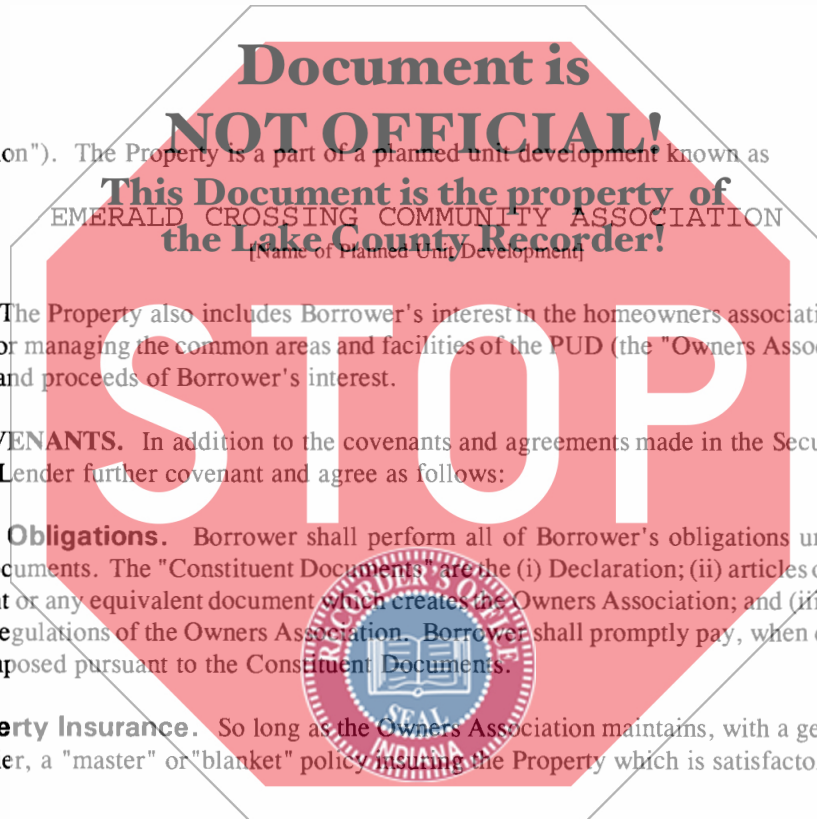 Document is
NOT OFFICIAL!
on"). The Property is a part of a planned unit development known as
This Document is the property of
EMERALD CROSSING COMMUNITY ASSOCIATION
the Lake County Recorder!
[Name of Planned Unit Development]
The Property also includes Borrower's interest in the homeowners associati
or managing the common areas and facilities of the PUD (the "Owners Asso
and proceeds of Borrower's interest.
STOP
VENANTS. In addition to the covenants and agreements made in the Secu
Lender further covenant and agree as follows:
Obligations. Borrower shall perform all of Borrower's obligations un
cuments. The "Constituent Documents" are the (i) Declaration; (ii) articles o
t or any equivalent document which creates the Owners Association; and (iii
egulations of the Owners Association. Borrower shall promptly pay, when
posed pursuant to the Constituent Documents.
RECORDER'S OFFICE
SEAL
INDIANA
erty Insurance. So long as the Owners Association maintains, with a ge
er, a "master" or "blanket" policy insuring the Property which is satisfacto